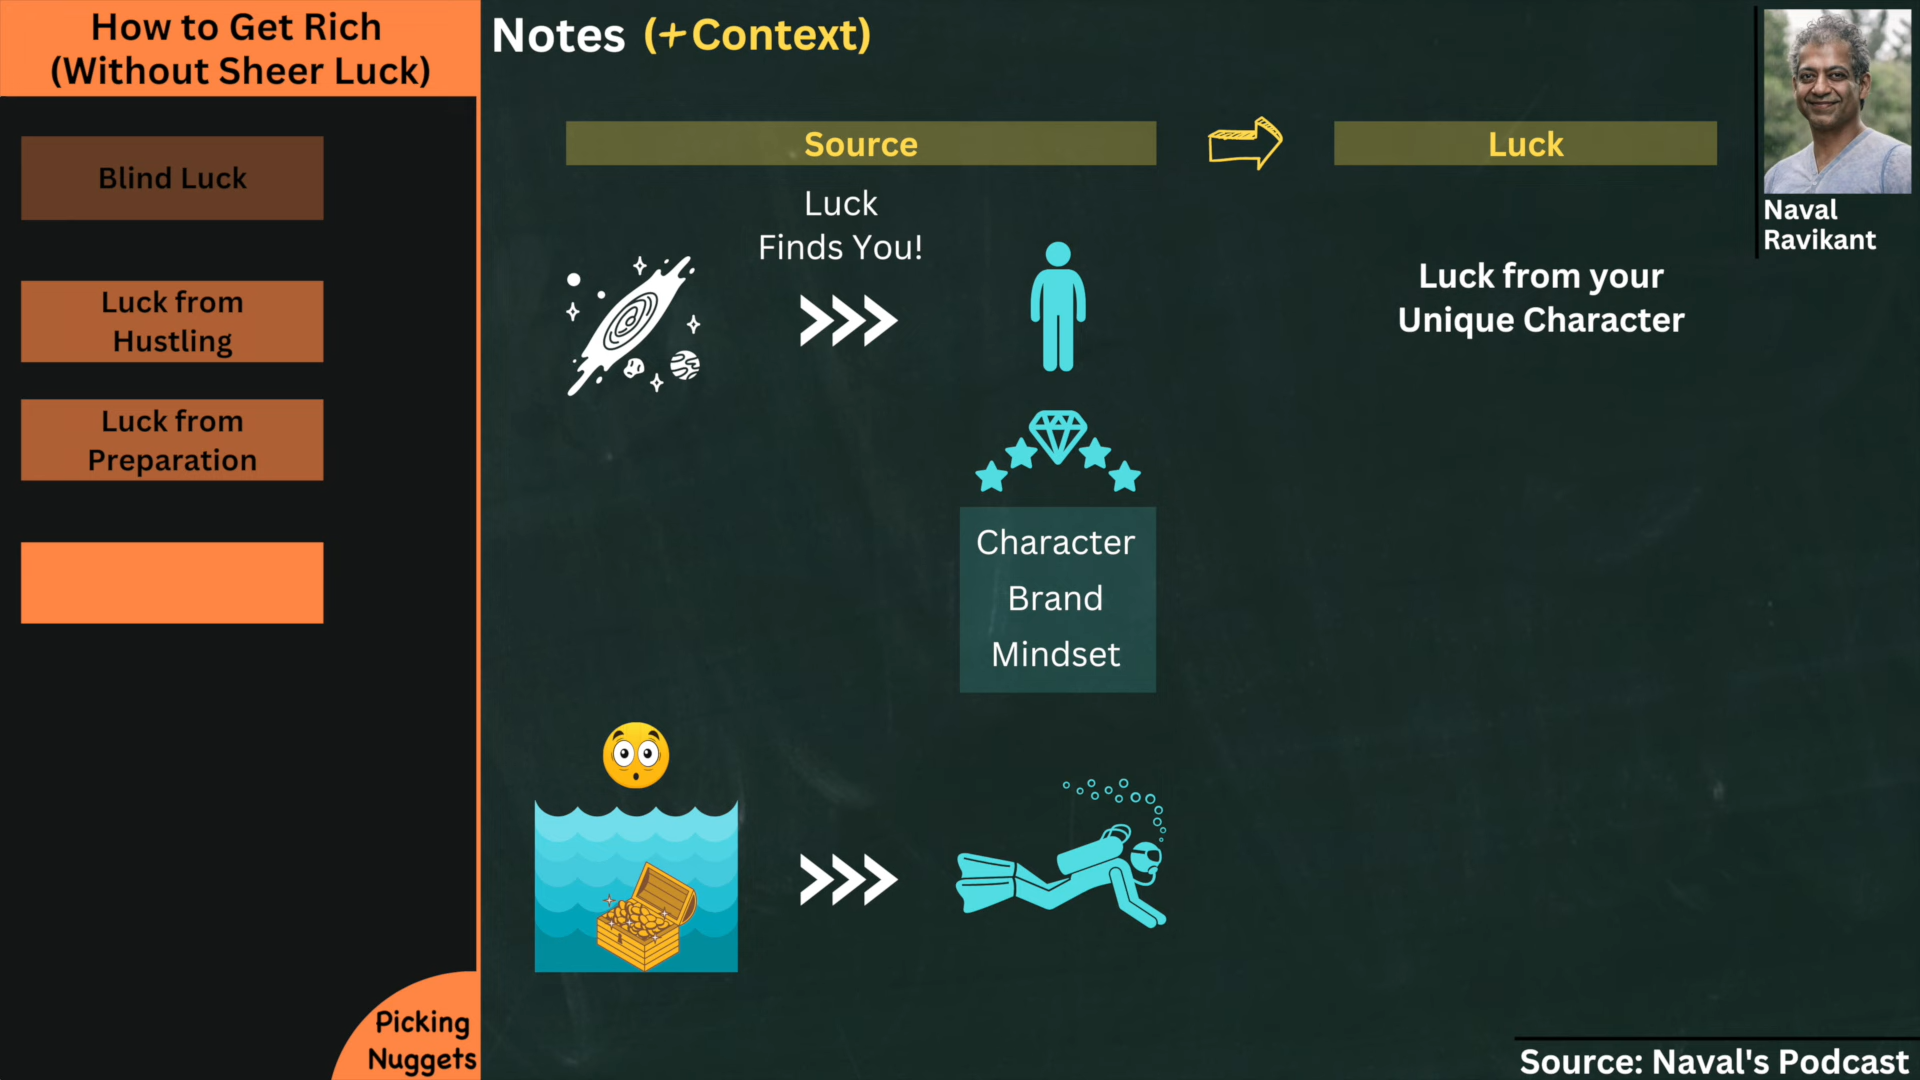 How to Get Rich
(Without Sheer Luck)
Blind Luck
Luck from
Hustling
Luck from
Preparation
Picking
Nuggets
Notes (+Context)
Source
Luck
Luck
Finds You!
Luck from your
Unique Character
Character
Brand
Mindset
Naval
Ravikant
Source: Naval's Podcast